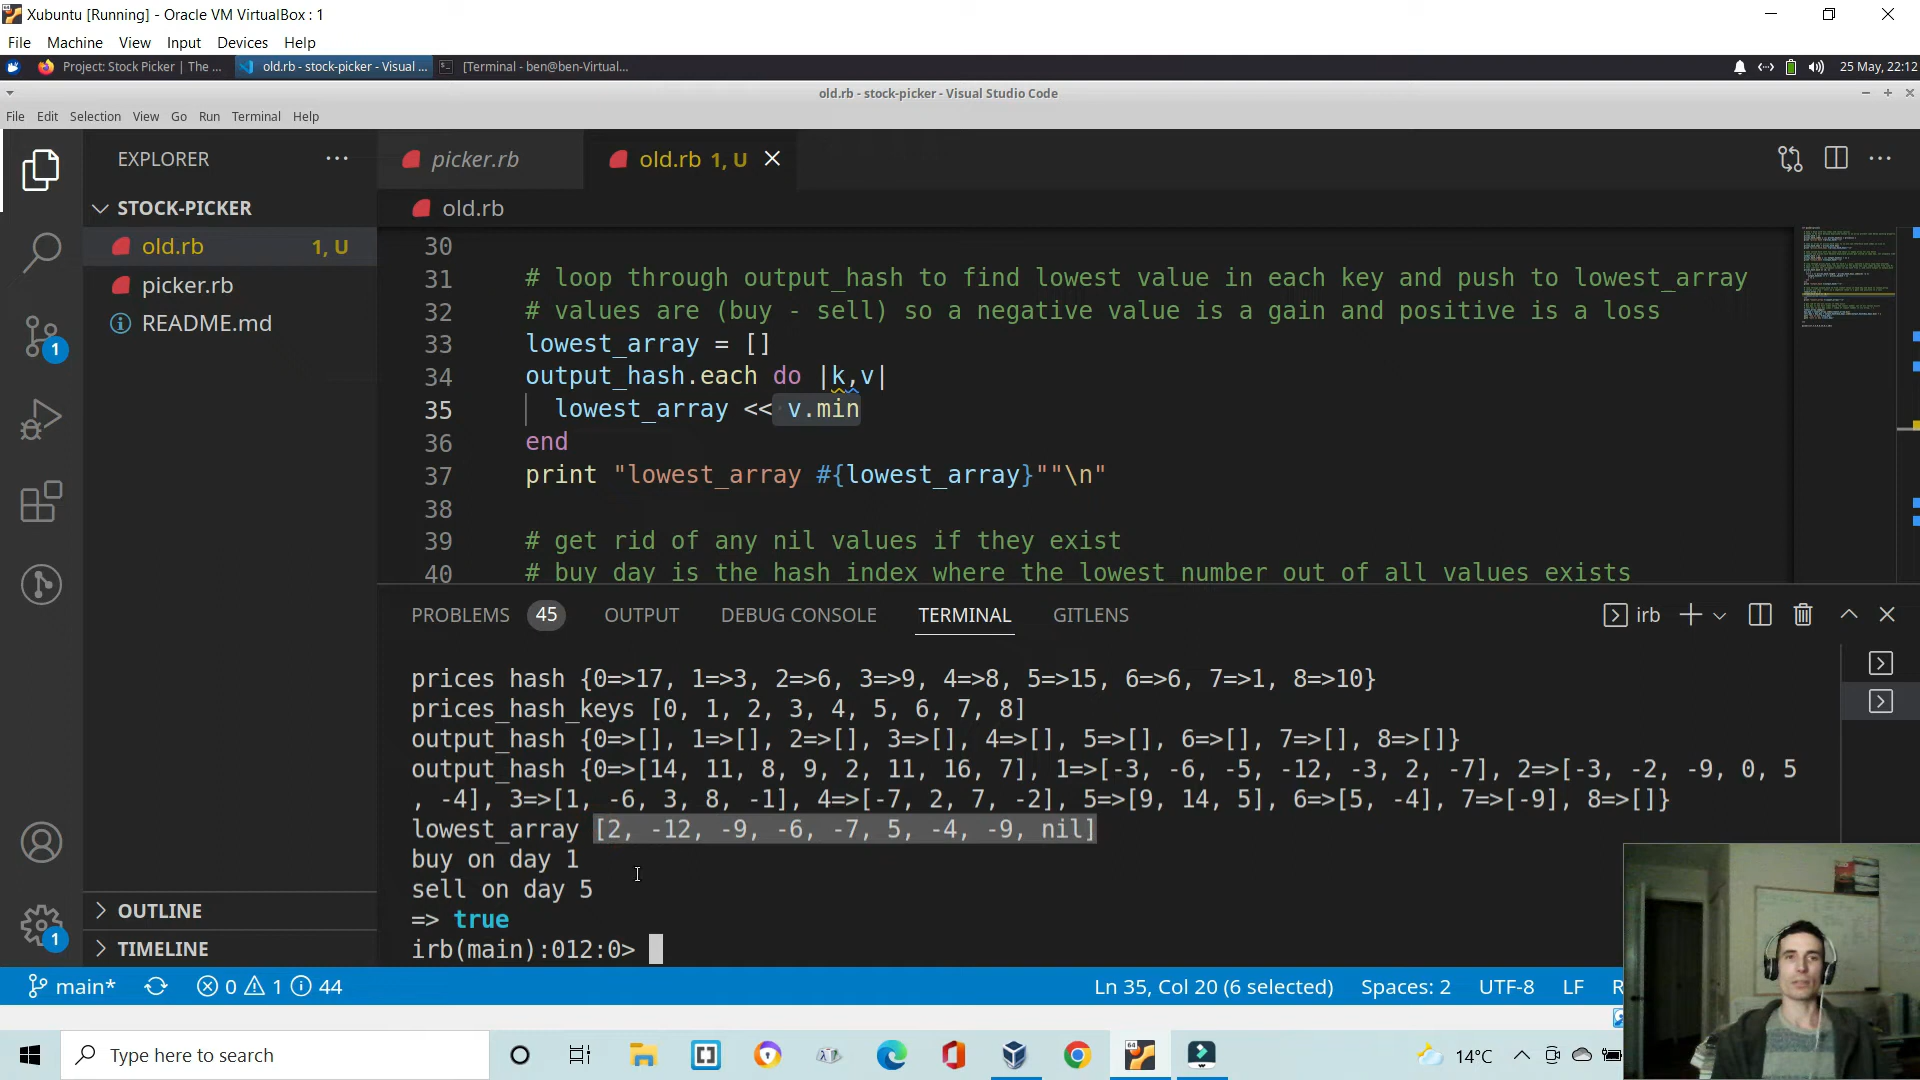 Xubuntu [Running] - Oracle VM VirtualBox : 1
File Machine View Input Devices Help
Project: Stock Picker | The ...
old.rb - stock-picker - Visual ...
[Terminal - ben@ben-Virtual...
25 May, 22:12
old.rb - stock-picker - Visual Studio Code
File Edit Selection View Go Run Terminal Help
EXPLORER
picker.rb
old.rb 1, U
STOCK-PICKER
old.rb
old.rb 1, U
picker.rb
README.md
1
30
31 # loop through output_hash to find lowest value in each key and push to lowest_array
32 # values are (buy - sell) so a negative value is a gain and positive is a loss
33 lowest_array = []
34 output_hash.each do |k,v|
35 lowest_array << v.min
36 end
37 print "lowest_array #{lowest_array}""\n"
38
39 # get rid of any nil values if they exist
40 # buy day is the hash index where the lowest number out of all values exists
PROBLEMS 45 OUTPUT DEBUG CONSOLE TERMINAL GITLENS
irb
prices hash {0=>17, 1=>3, 2=>6, 3=>9, 4=>8, 5=>15, 6=>6, 7=>1, 8=>10}
prices_hash_keys [0, 1, 2, 3, 4, 5, 6, 7, 8]
output_hash {0=>[], 1=>[], 2=>[], 3=>[], 4=>[], 5=>[], 6=>[], 7=>[], 8=>[]}
output_hash {0=>[14, 11, 8, 9, 2, 11, 16, 7], 1=>[-3, -6, -5, -12, -3, 2, -7], 2=>[-3, -2, -9, 0, 5
, -4], 3=>[1, -6, 3, 8, -1], 4=>[-7, 2, 7, -2], 5=>[9, 14, 5], 6=>[5, -4], 7=>[-9], 8=>[]}
lowest_array [2, -12, -9, -6, -7, 5, -4, -9, nil]
buy on day 1
sell on day 5
=> true
irb(main):012:0>
OUTLINE
1
TIMELINE
main* 0 1 44
Ln 35, Col 20 (6 selected) Spaces: 2 UTF-8 LF R
Type here to search
64
14°C